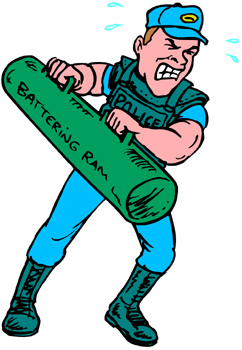 POLICE
BATTERING RAM